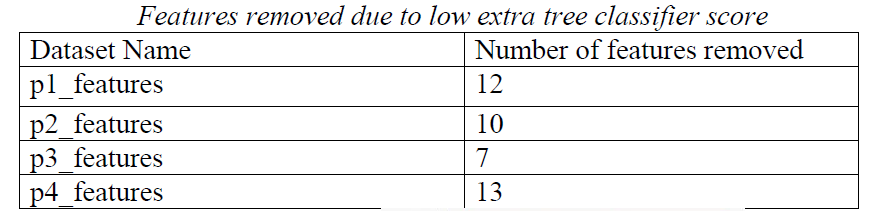 Features removed due to low extra tree classifier score
Dataset Name Number of features removed
p1_features 12
p2_features 10
p3_features 7
p4_features 13